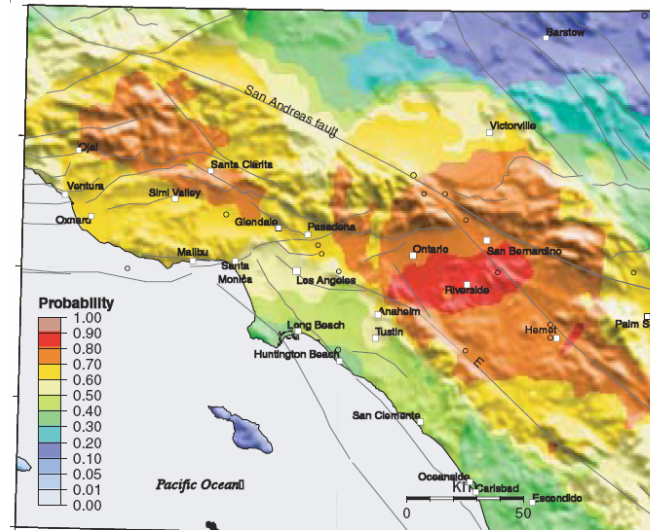 Barstow
San Andreas fault
Victorville
Ojai
Santa Clarita
Ventura
Simi Valley
Oxnard
Glendale
Pasadena
San Bernardino
Ontario
Malibu
Santa
Monica
Los Angeles
Riverside
Probability
1.00
0.90
0.80
0.70
0.60
0.50
0.40
0.30
0.20
0.10
0.05
0.01
0.00
Anaheim
Palm S
Long Beach
Tustin
Hemet
Huntington Beach
E
San Clemente
Oceanside
Pacific Ocean
Carlsbad
Escondido
0
50